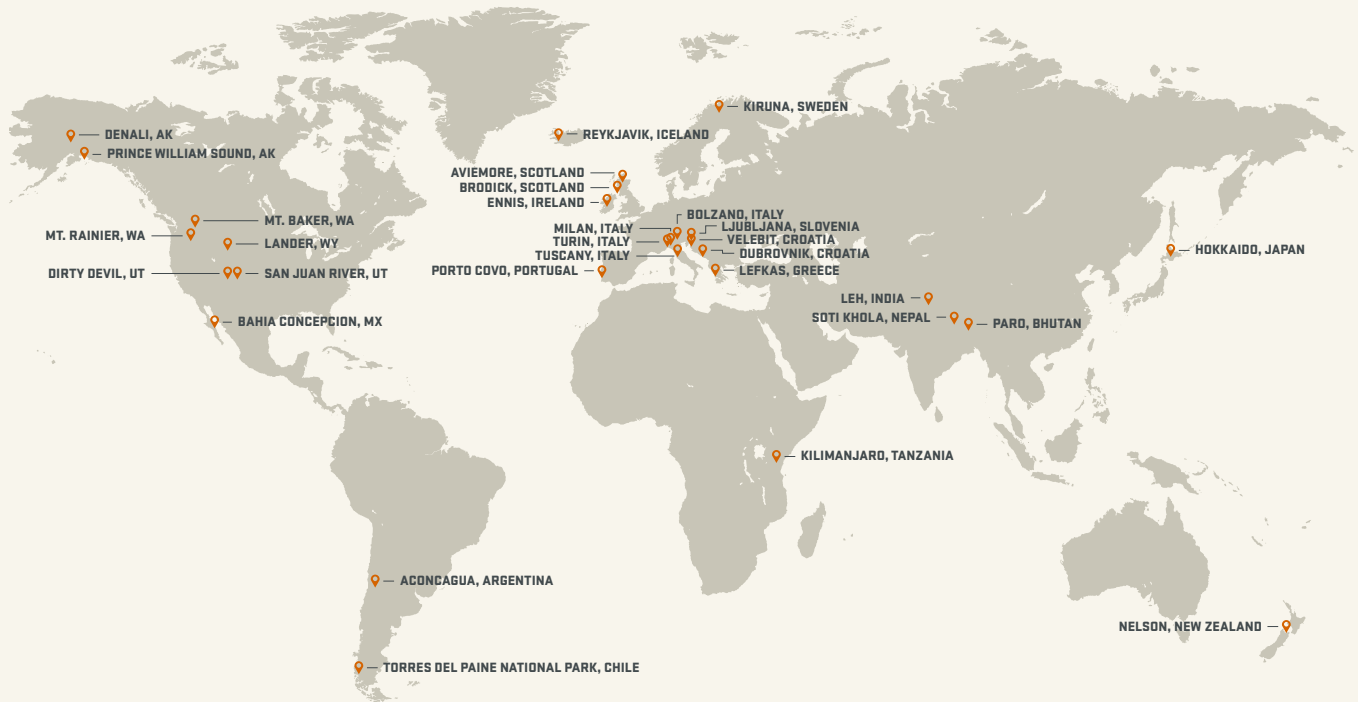 KIRUNA, SWEDEN
DENALI, AK
REYKJAVIK, ICELAND
PRINCE WILLIAM SOUND, AK
AVIEMORE, SCOTLAND
BRODICK, SCOTLAND
ENNIS, IRELAND
BOLZANO, ITALY
MT. BAKER, WA
MILAN, ITALY
LJUBLJANA, SLOVENIA
MT. RAINIER, WA
LANDER, WY
TURIN, ITALY
VELEBIT, CROATIA
TUSCANY, ITALY
DUBROVNIK, CROATIA
HOKKAIDO, JAPAN
DIRTY DEVIL, UT
SAN JUAN RIVER, UT
PORTO COVO, PORTUGAL
LEFKAS, GREECE
LEH, INDIA
SOTI KHOLA, NEPAL
BAHIA CONCEPCION, MX
PARO, BHUTAN
KILIMANJARO, TANZANIA
ACONCAGUA, ARGENTINA
NELSON, NEW ZEALAND
TORRES DEL PAINE NATIONAL PARK, CHILE